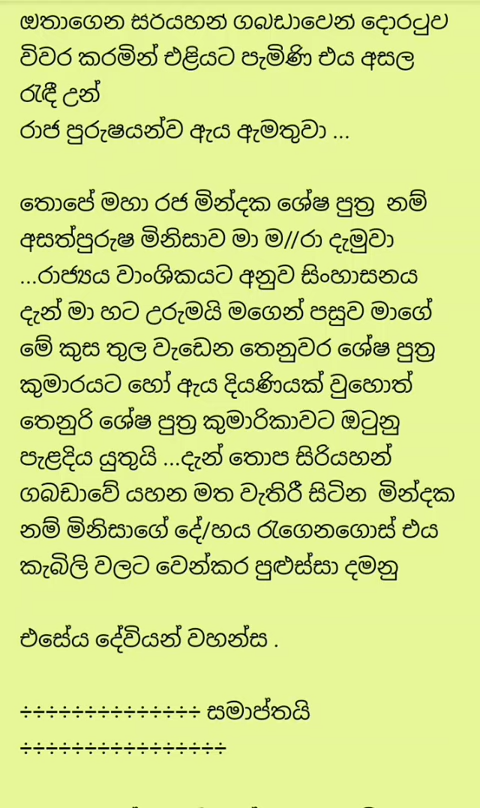 ඔතාගෙන සිරියහන් ගබඩාවෙන් දොරටුව
විවර කරමින් එළියට පැමිණි එය අසල
රැඳී උන්
රාජ පුරුෂයන්ව ඇය ඇමතුවා ...
තොපේ මහා රජ මින්දක ශේෂ පුත්‍ර නම්
අසත්පුරුෂ මිනිසාව මා ම//රා දැමුවා
...රාජ්‍යය වාංශිකයට අනුව සිංහාසනය
දැන් මා හට උරුමයි මගෙන් පසුව මාගේ
මේ කුස තුල වැඩෙන තෙනුවර ශේෂ පුත්‍ර
කුමාරයට හෝ ඇය දියණියක් වුහොත්
තෙනුරි ශේෂ පුත්‍ර කුමාරිකාවට ඔටුනු
පැළදිය යුතුයි ...දැන් තොප සිරියහන්
ගබඩාවේ යහන මත වැතිරී සිටින මින්දක
නම් මිනිසාගේ දේ/හය රැගෙනගොස් එය
කැබිලි වලට වෙන්කර පුළුස්සා දමනු
එසේය දේවියන් වහන්ස .
÷÷÷÷÷÷÷÷÷÷÷÷÷÷ සමාප්තයි
÷÷÷÷÷÷÷÷÷÷÷÷÷÷÷÷